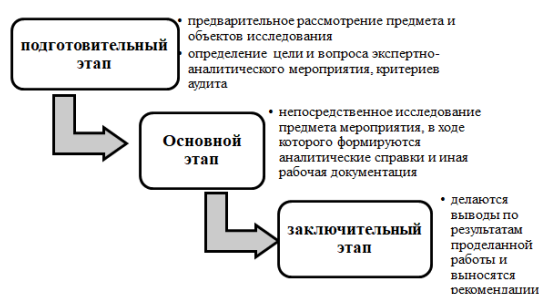 подготовительный
этап
• предварительное рассмотрение предмета и
объектов исследования
• определение цели и вопроса экспертно-
аналитического мероприятия, критериев
аудита
Основной
этап
• непосредственное исследование
предмета мероприятия, в ходе
которого формируются
аналитические справки и иная
рабочая документация
заключительный
этап
• делаются
выводы по
результатам
проделанной
работы и
выносятся
рекомендации